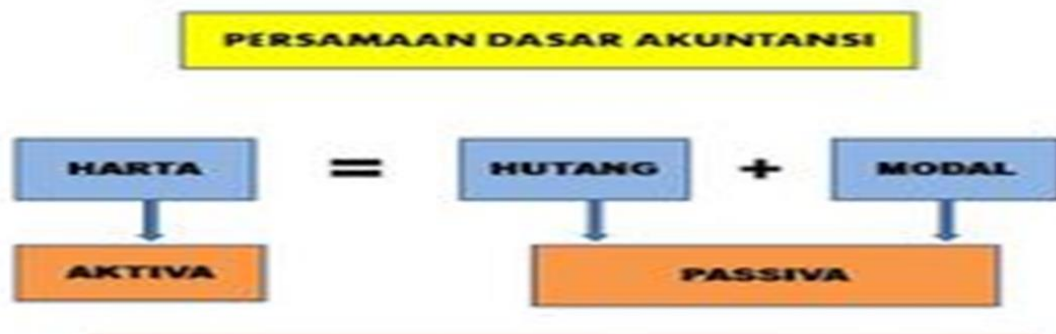 PERSAMAAN DASAR AKUNTANSI
HARTA = HUTANG + MODAL
AKTIVA PASSIVA